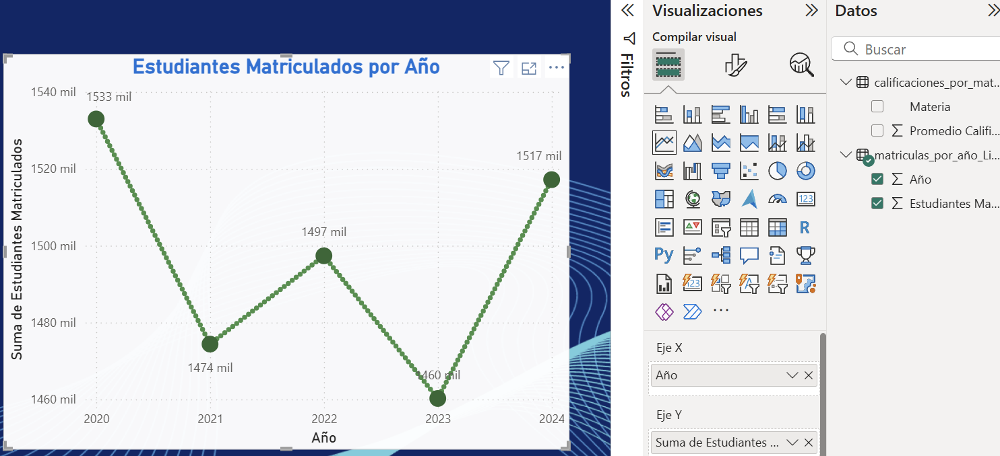 Estudiantes Matriculados por Año
Suma de Estudiantes Matriculados
1540 mil
1520 mil
1500 mil
1480 mil
1460 mil
1533 mil
1474 mil
1497 mil
1460 mil
1517 mil
2020 2021 2022 2023 2024
Año
Filtros
Visualizaciones
Compilar visual
123
R
Py
123
Eje X
Año
Eje Y
Suma de Estudiantes ...
Datos
Buscar
calificaciones_por_mat...
Materia
Σ Promedio Califi...
matriculas_por_año_Li...
Σ Año
Σ Estudiantes Ma...